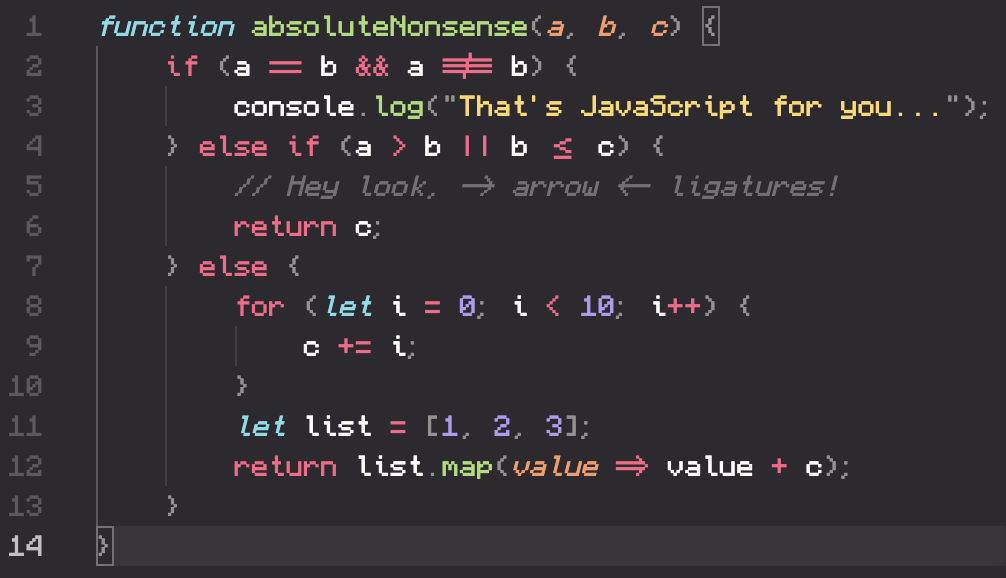 1 function absoluteNonsense(a, b, c) {
2 if (a == b && a !== b) {
3 console.log("That's JavaScript for you...");
4 } else if (a > b || b <= c) {
5 // Hey look, -> arrow <- ligatures!
6 return c;
7 } else {
8 for (let i = 0; i < 10; i++) {
9 c += i;
10 }
11 let list = [1, 2, 3];
12 return list.map(value => value + c);
13 }
14 }